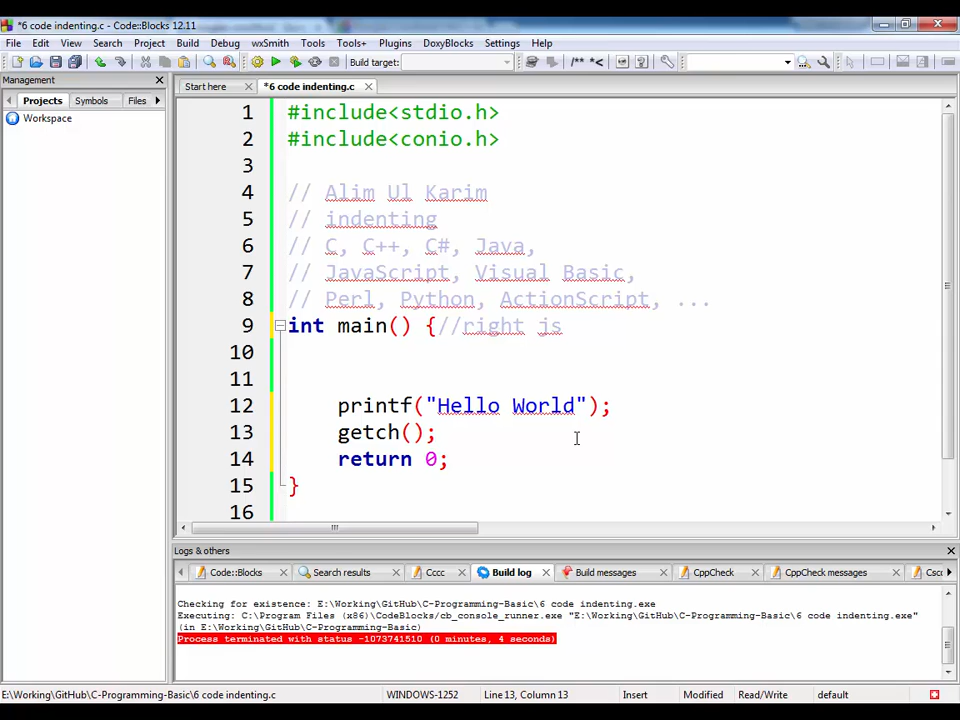 *6 code indenting.c - Code::Blocks 12.11
File Edit View Search Project Build Debug wxSmith Tools Tools+ Plugins DoxyBlocks Settings Help
Build target:
/** *<
Management
Projects Symbols Files
Workspace
Start here *6 code indenting.c
1 #include<stdio.h>
2 #include<conio.h>
3
4 // Alim Ul Karim
5 // indenting
6 // C, C++, C#, Java,
7 // JavaScript, Visual Basic,
8 // Perl, Python, ActionScript, ...
9 int main() {//right js
10
11
12 printf("Hello World");
13 getch();
14 return 0;
15 }
16
Logs & others
Code::Blocks Search results Cccc Build log Build messages CppCheck CppCheck messages Csco
Checking for existence: E:\Working\GitHub\C-Programming-Basic\6 code indenting.exe
Executing: C:\Program Files (x86)\CodeBlocks/cb_console_runner.exe "E:\Working\GitHub\C-Programming-Basic\6 code indenting.exe"
(in E:\Working\GitHub\C-Programming-Basic)
Process terminated with status -1073741510 (0 minutes, 4 seconds)
E:\Working\GitHub\C-Programming-Basic\6 code indenting.c WINDOWS-1252 Line 13, Column 13 Insert Modified Read/Write default